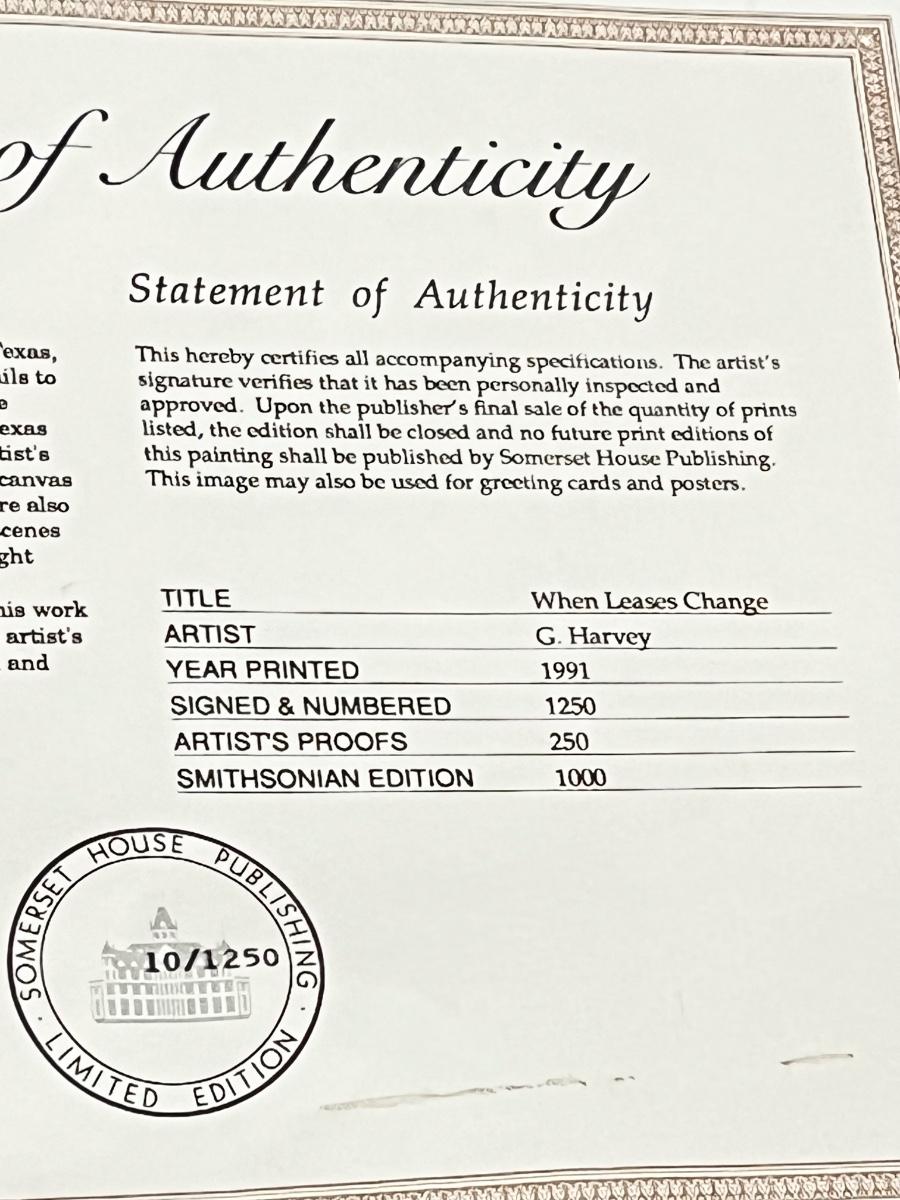 of Authenticity
Statement of Authenticity
Texas,
ils to
e
exas
tist's
canvas
re also
cenes
ght
his work
artist's
and
This hereby certifies all accompanying specifications. The artist's
signature verifies that it has been personally inspected and
approved. Upon the publisher's final sale of the quantity of prints
listed, the edition shall be closed and no future print editions of
this painting shall be published by Somerset House Publishing.
This image may also be used for greeting cards and posters.
TITLE When Leases Change
ARTIST G. Harvey
YEAR PRINTED 1991
SIGNED & NUMBERED 1250
ARTIST'S PROOFS 250
SMITHSONIAN EDITION 1000
SOMERSET HOUSE PUBLISHING
10/1250
· LIMITED EDITION ·